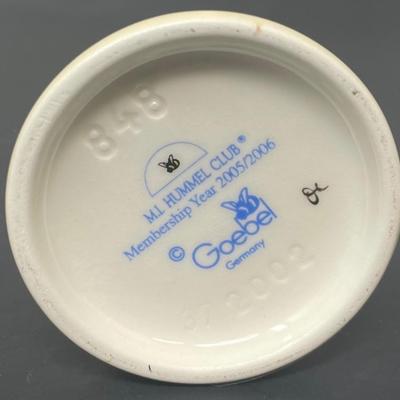 848
M.I. HUMMEL CLUB®
Membership Year 2005/2006
© Goebel
Germany
2002